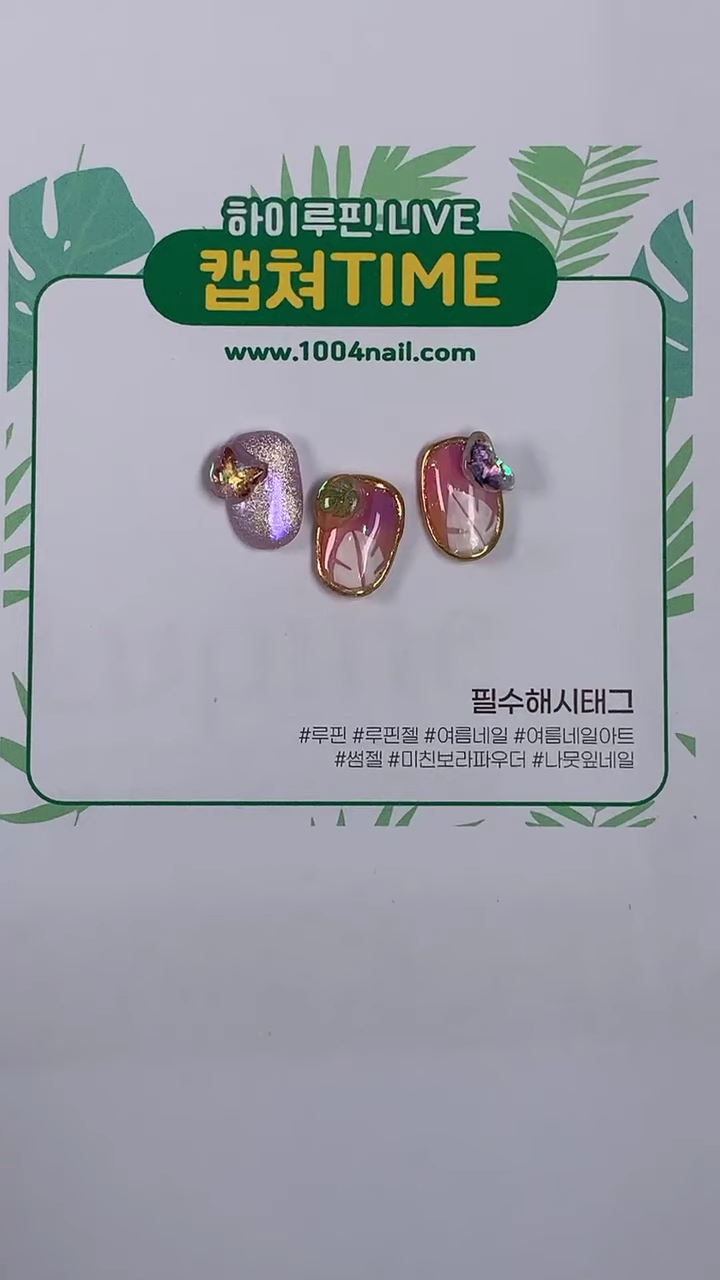 하이루핀 LIVE
캡쳐TIME
www.1004nail.com
필수해시태그
#루핀 #루핀젤 #여름네일 #여름네일아트
#썸젤 #미친보라파우더 #나뭇잎네일